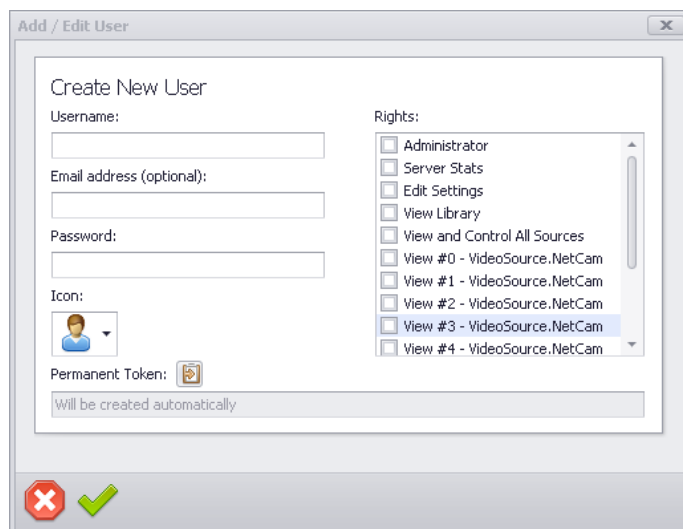 Add / Edit User
Create New User
Username:
Email address (optional):
Password:
Icon:
Permanent Token:
Will be created automatically
Rights:
Administrator
Server Stats
Edit Settings
View Library
View and Control All Sources
View #0 - VideoSource.NetCam
View #1 - VideoSource.NetCam
View #2 - VideoSource.NetCam
View #3 - VideoSource.NetCam
View #4 - VideoSource.NetCam